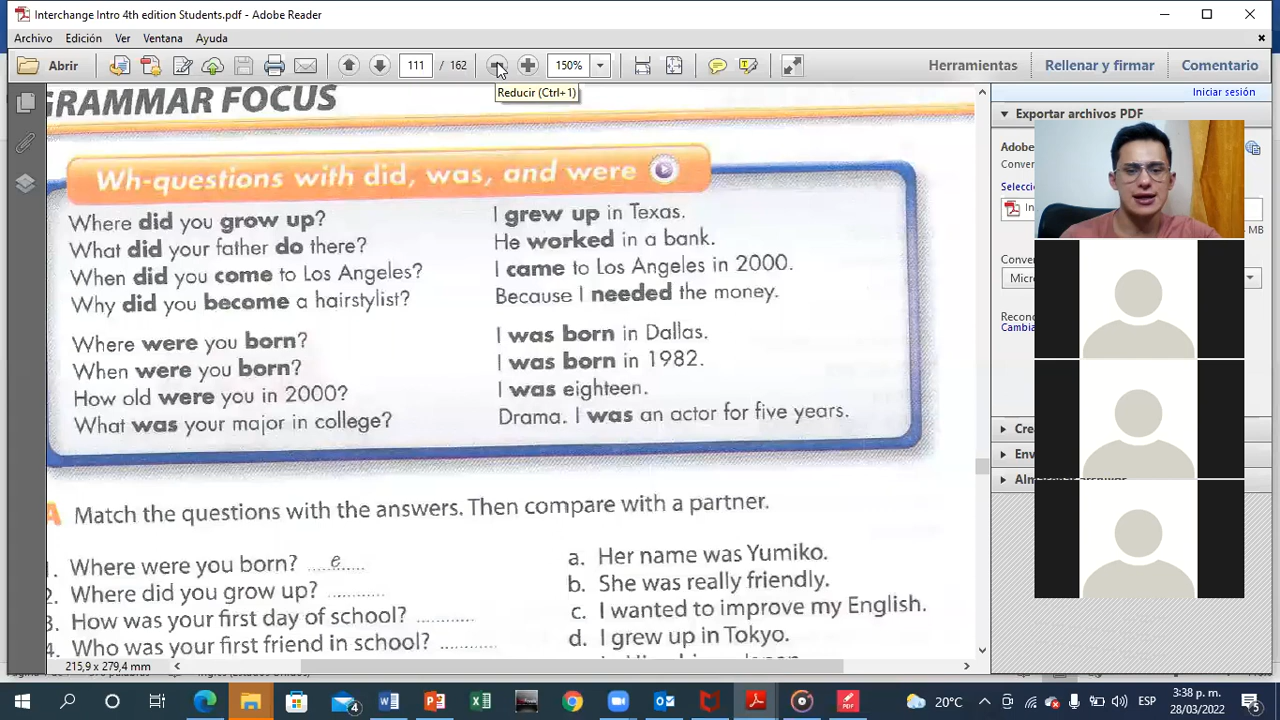 Interchange Intro 4th edition Students.pdf - Adobe Reader
Archivo Edición Ver Ventana Ayuda
Abrir 111 / 162 150% Herramientas Rellenar y firmar Comentario
Reducir (Ctrl+1) Iniciar sesión
GRAMMAR FOCUS
Exportar archivos PDF
Wh-questions with did, was, and were
Where did you grow up? I grew up in Texas.
What did your father do there? He worked in a bank.
When did you come to Los Angeles? I came to Los Angeles in 2000.
Why did you become a hairstylist? Because I needed the money.
Where were you born? I was born in Dallas.
When were you born? I was born in 1982.
How old were you in 2000? I was eighteen.
What was your major in college? Drama. I was an actor for five years.
A Match the questions with the answers. Then compare with a partner.
1. Where were you born? e
2. Where did you grow up?
3. How was your first day of school?
4. Who was your first friend in school?
a. Her name was Yumiko.
b. She was really friendly.
c. I wanted to improve my English.
d. I grew up in Tokyo.
215,9 x 279,4 mm
4
20°C ESP 3:38 p. m.
28/03/2022 5